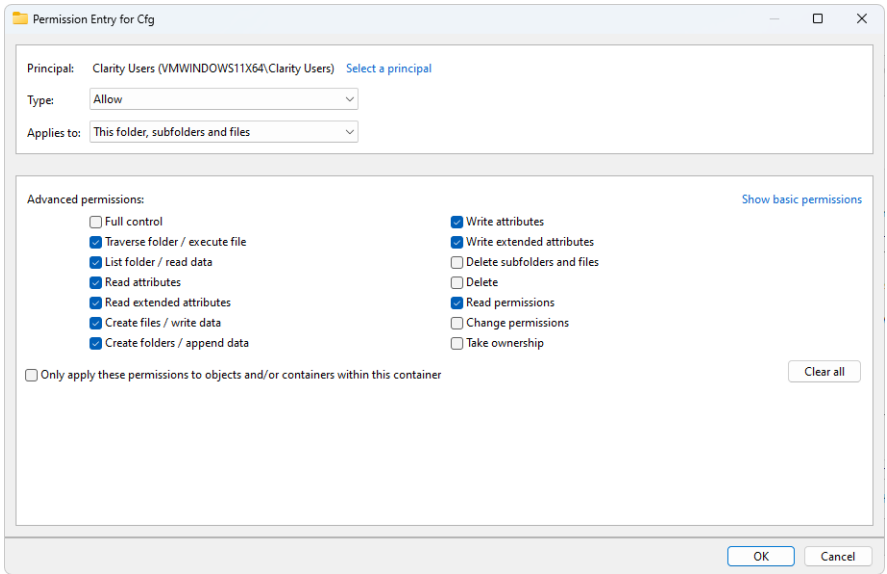 Permission Entry for Cfg
Principal: Clarity Users (VMWINDOWS11X64\Clarity Users) Select a principal
Type: Allow
Applies to: This folder, subfolders and files
Advanced permissions: Show basic permissions
Full control Write attributes
Traverse folder / execute file Write extended attributes
List folder / read data Delete subfolders and files
Read attributes Delete
Read extended attributes Read permissions
Create files / write data Change permissions
Create folders / append data Take ownership
Only apply these permissions to objects and/or containers within this container Clear all
OK Cancel